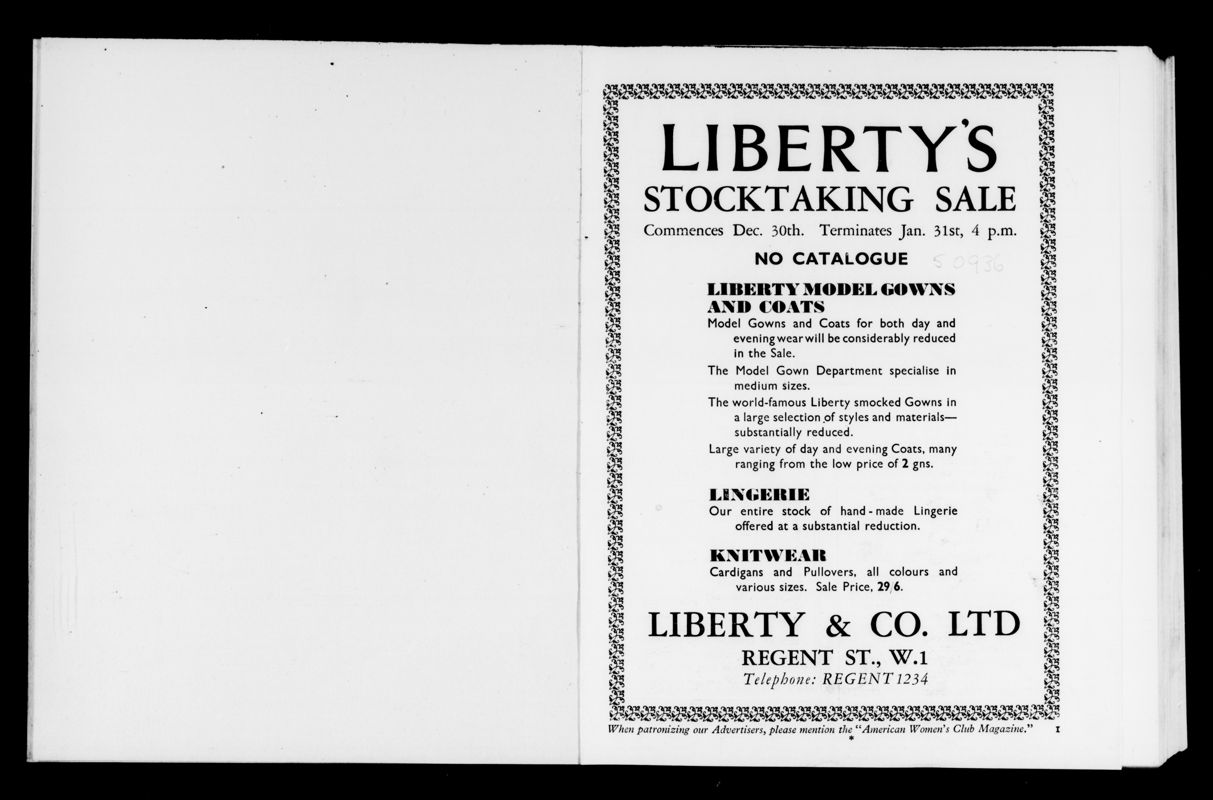 LIBERTY'S
STOCKTAKING SALE
Commences Dec. 30th. Terminates Jan. 31st, 4 p.m.
NO CATALOGUE
50936
LIBERTY MODEL GOWNS
AND COATS
Model Gowns and Coats for both day and
evening wear will be considerably reduced
in the Sale.
The Model Gown Department specialise in
medium sizes.
The world-famous Liberty smocked Gowns in
a large selection of styles and materials—
substantially reduced.
Large variety of day and evening Coats, many
ranging from the low price of 2 gns.
LINGERIE
Our entire stock of hand-made Lingerie
offered at a substantial reduction.
KNITWEAR
Cardigans and Pullovers, all colours and
various sizes. Sale Price, 29/6.
LIBERTY & CO. LTD
REGENT ST., W.1
Telephone: REGENT 1234
When patronizing our Advertisers, please mention the "American Women's Club Magazine." 1
*